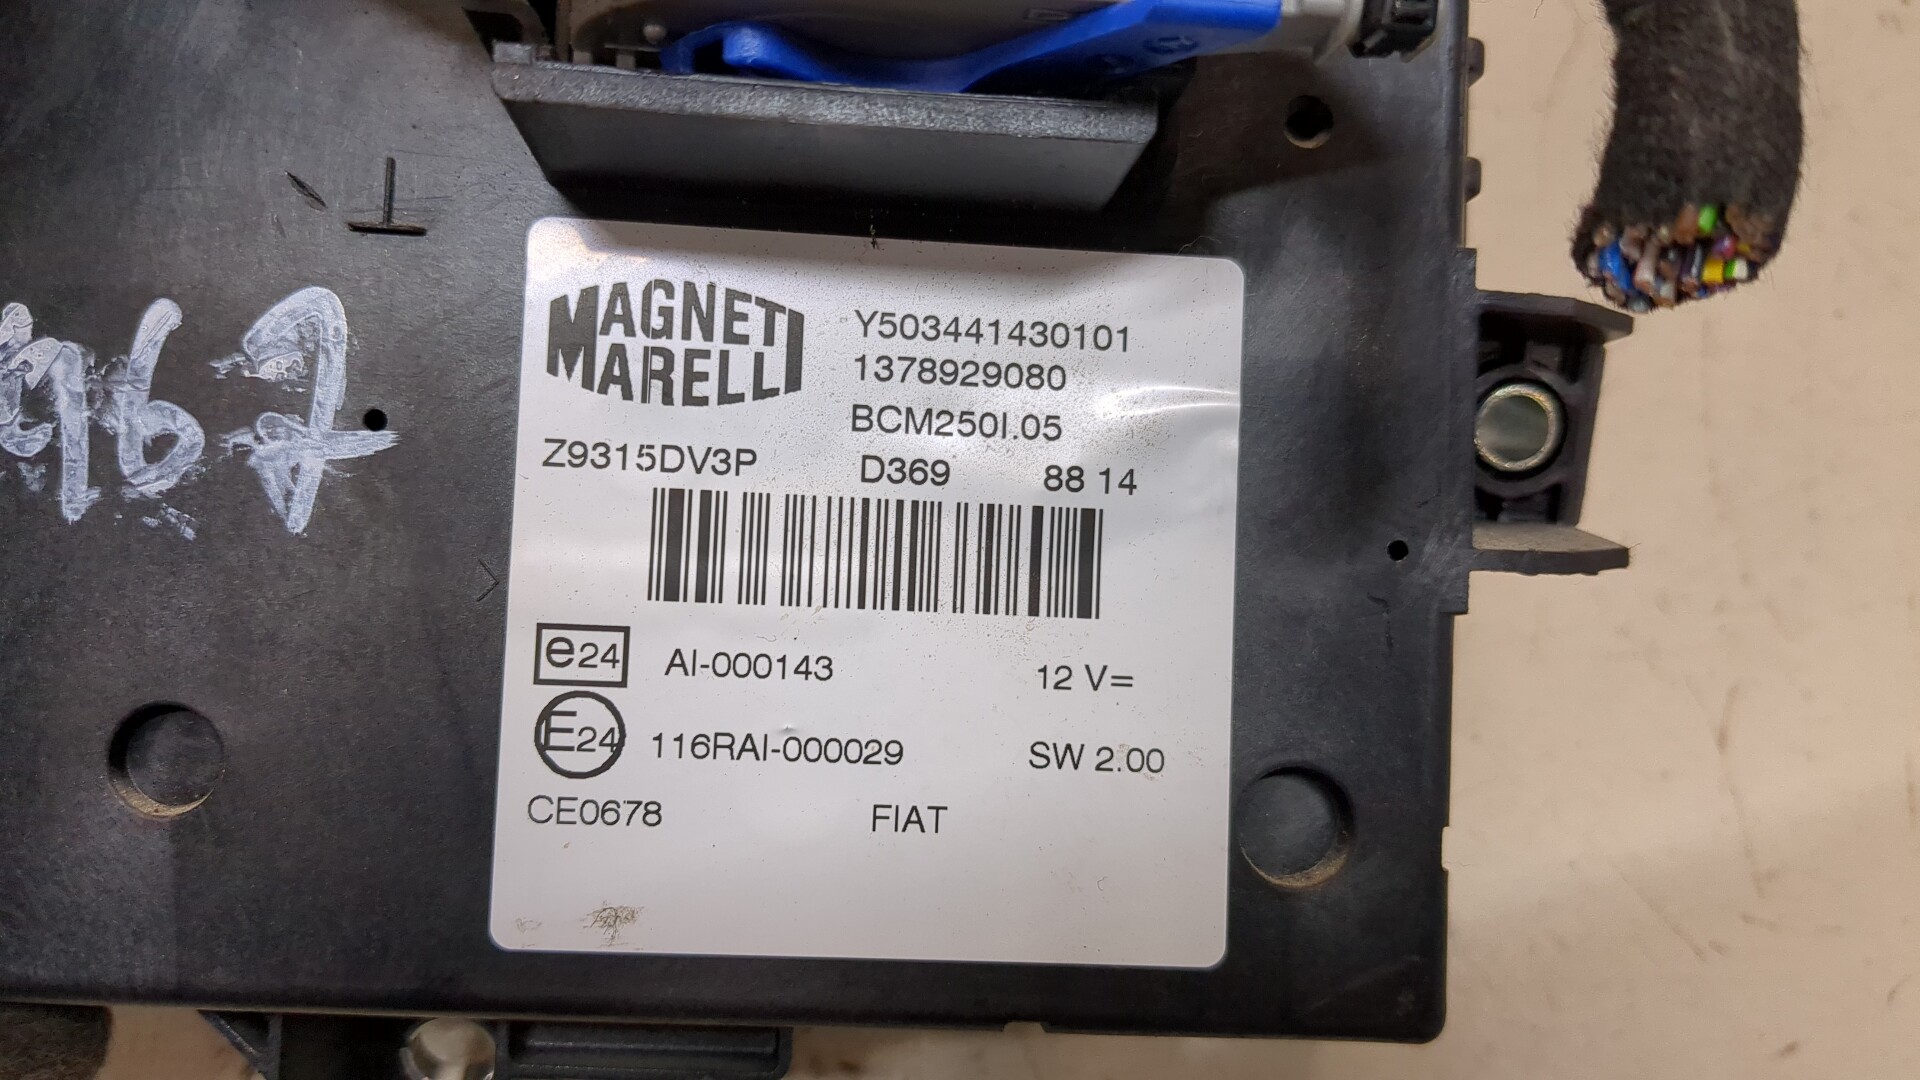 MAGNETI
MARELLI
Y503441430101
1378929080
BCM250I.05
Z9315DV3P D369 88 14
e24 AI-000143 12 V=
E24 116RAI-000029 SW 2.00
CE0678 FIAT